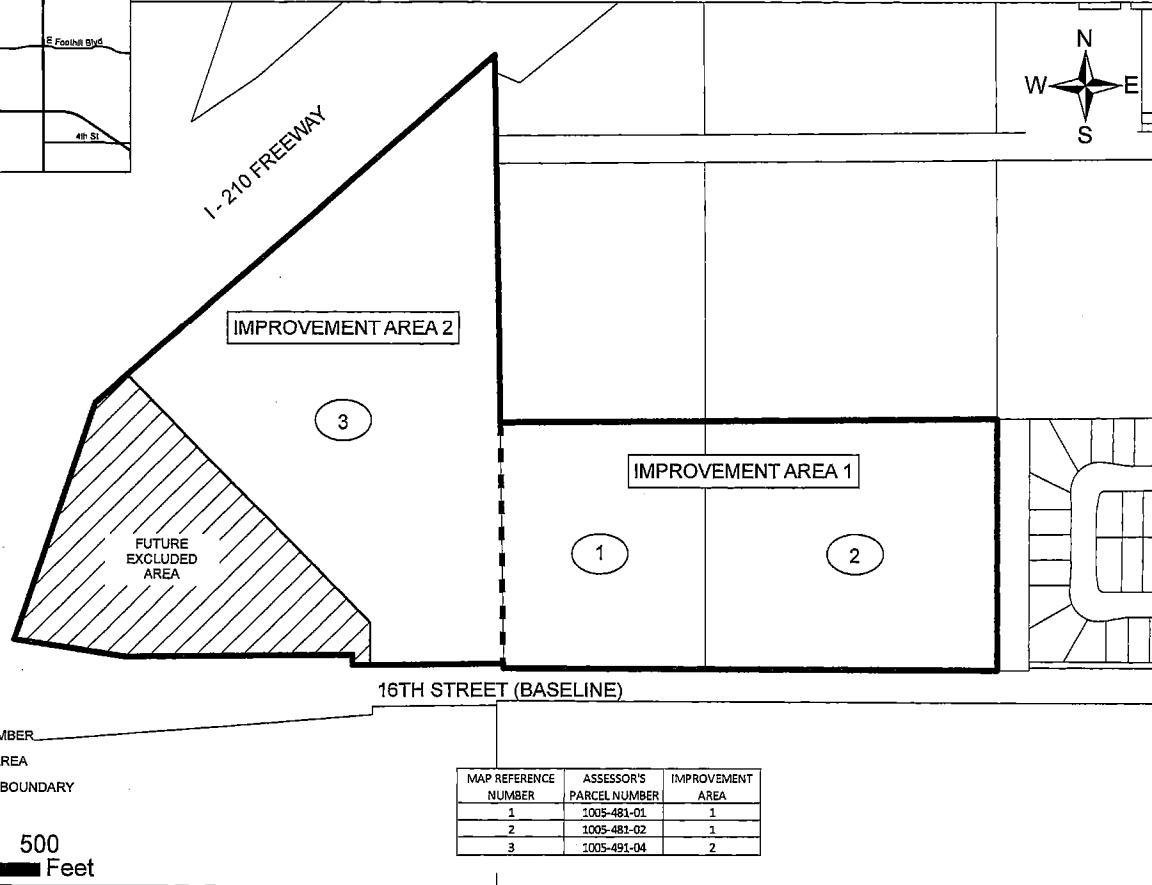 E Foothill Blvd
4th St
N
W E
S
I - 210 FREEWAY
IMPROVEMENT AREA 2
3
IMPROVEMENT AREA 1
1
2
FUTURE
EXCLUDED
AREA
16TH STREET (BASELINE)
MBER
REA
BOUNDARY
500
Feet
MAP REFERENCE NUMBER ASSESSOR'S PARCEL NUMBER IMPROVEMENT AREA
1 1005-481-01 1
2 1005-481-02 1
3 1005-491-04 2